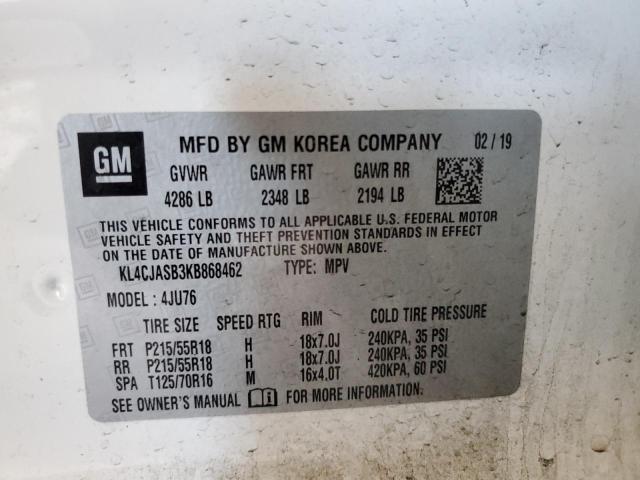 GM MFD BY GM KOREA COMPANY 02/19
GVWR GAWR FRT GAWR RR
4286 LB 2348 LB 2194 LB
THIS VEHICLE CONFORMS TO ALL APPLICABLE U.S. FEDERAL MOTOR
VEHICLE SAFETY AND THEFT PREVENTION STANDARDS IN EFFECT
ON THE DATE OF MANUFACTURE SHOWN ABOVE.
KL4CJASB3KB868462 TYPE: MPV
MODEL : 4JU76
TIRE SIZE SPEED RTG RIM COLD TIRE PRESSURE
FRT P215/55R18 H 18x7.0J 240KPA, 35 PSI
RR P215/55R18 H 18x7.0J 240KPA, 35 PSI
SPA T125/70R16 M 16x4.0T 420KPA, 60 PSI
SEE OWNER'S MANUAL FOR MORE INFORMATION.